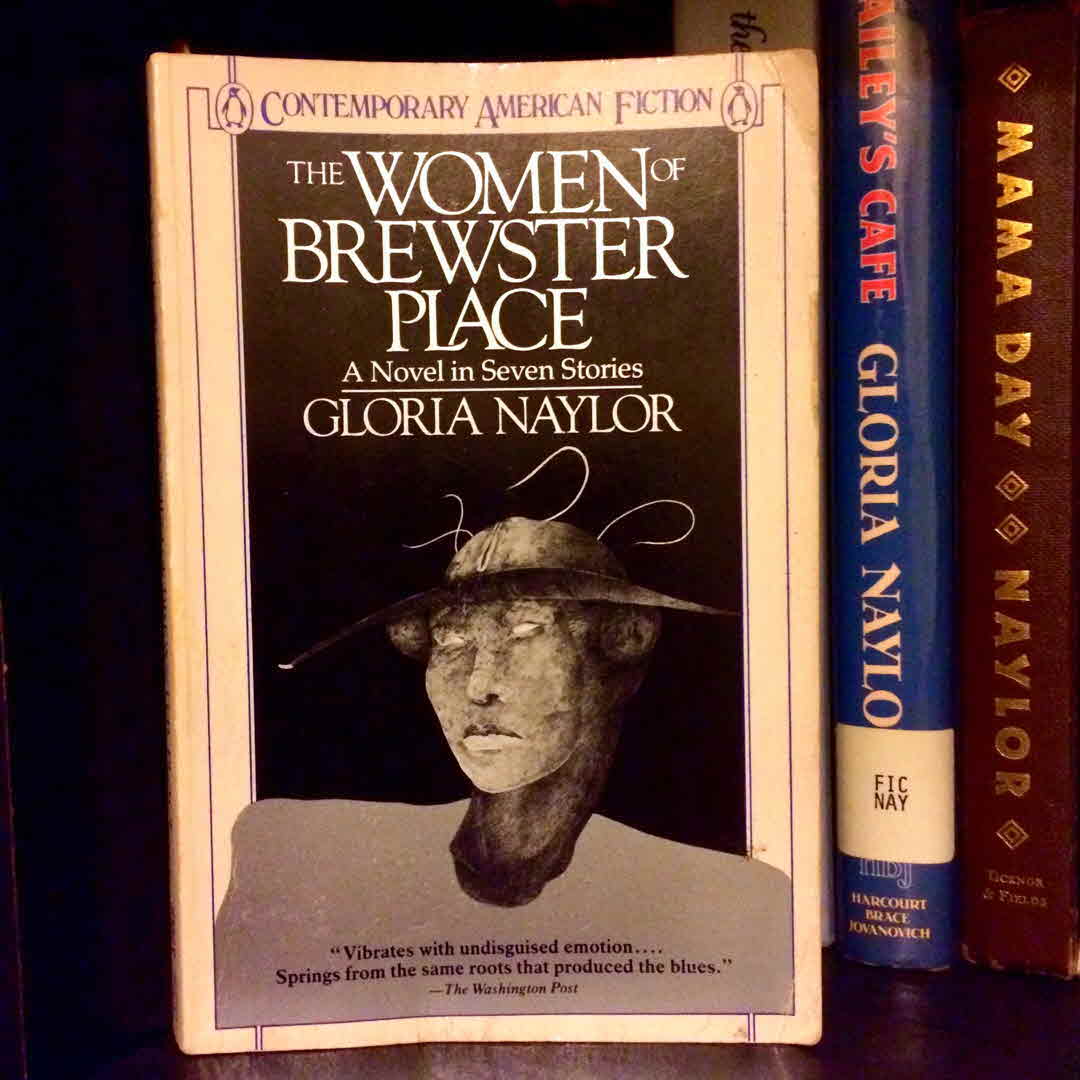 CONTEMPORARY AMERICAN FICTION
THE WOMEN OF
BREWSTER
PLACE
A Novel in Seven Stories
GLORIA NAYLOR
“Vibrates with undisguised emotion....
Springs from the same roots that produced the blues.”
—The Washington Post
the
AILEY'S CAFE GLORIA NAYLO
FIC
NAY
HBJ
HARCOURT
BRACE
JOVANOVICH
MAMA DAY NAYLOR
TICKNOR
& FIELDS